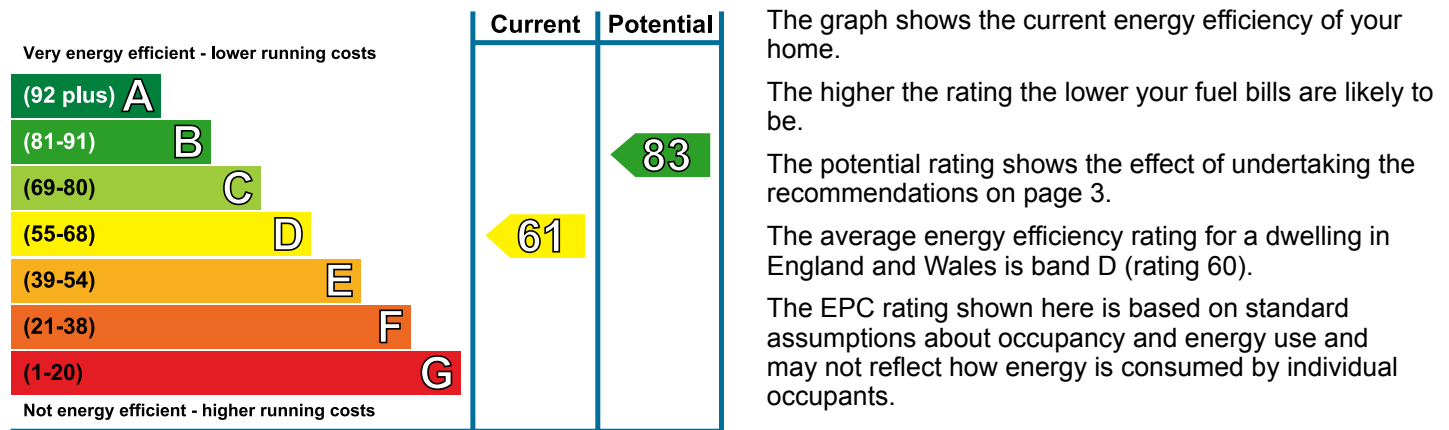 Current Potential
Very energy efficient - lower running costs
(92 plus) A
(81-91) B
83
(69-80) C
(55-68) D
61
(39-54) E
(21-38) F
(1-20) G
Not energy efficient - higher running costs
The graph shows the current energy efficiency of your
home.
The higher the rating the lower your fuel bills are likely to
be.
The potential rating shows the effect of undertaking the
recommendations on page 3.
The average energy efficiency rating for a dwelling in
England and Wales is band D (rating 60).
The EPC rating shown here is based on standard
assumptions about occupancy and energy use and
may not reflect how energy is consumed by individual
occupants.